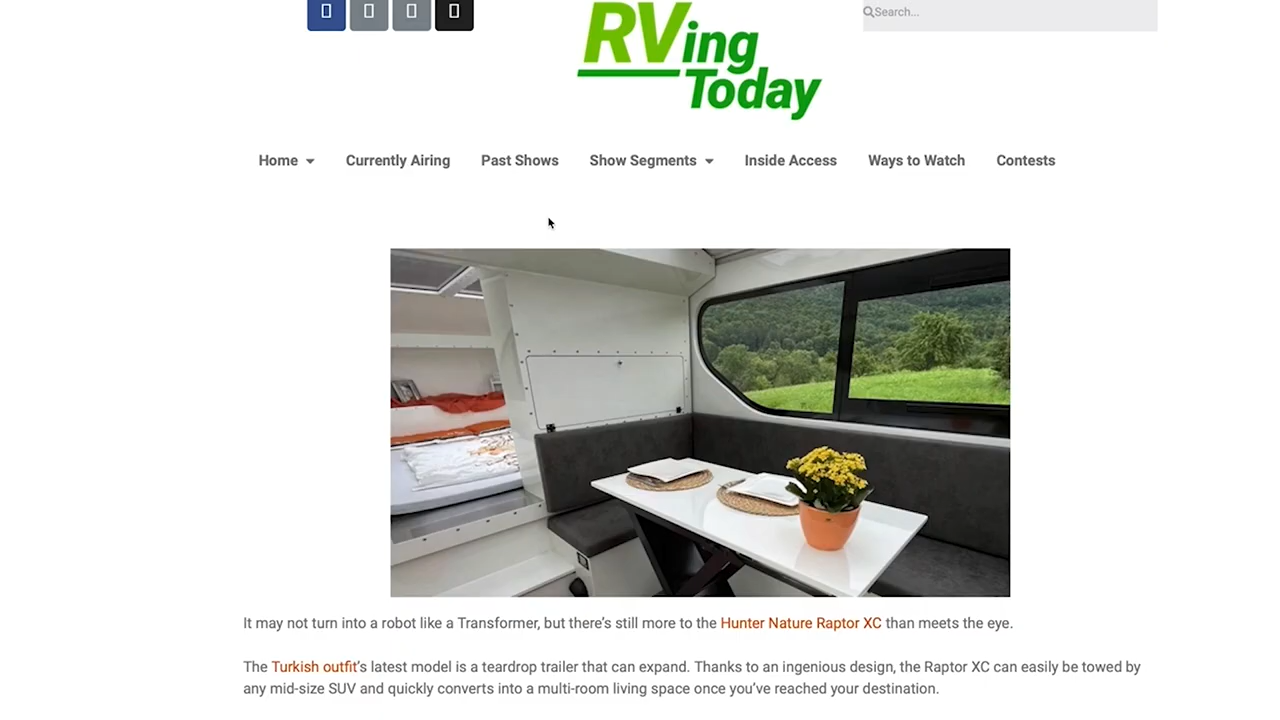 Search...
RVing
Today
Home
Currently Airing
Past Shows
Show Segments
Inside Access
Ways to Watch
Contests
It may not turn into a robot like a Transformer, but there’s still more to the Hunter Nature Raptor XC than meets the eye.
The Turkish outfit’s latest model is a teardrop trailer that can expand. Thanks to an ingenious design, the Raptor XC can easily be towed by
any mid-size SUV and quickly converts into a multi-room living space once you’ve reached your destination.